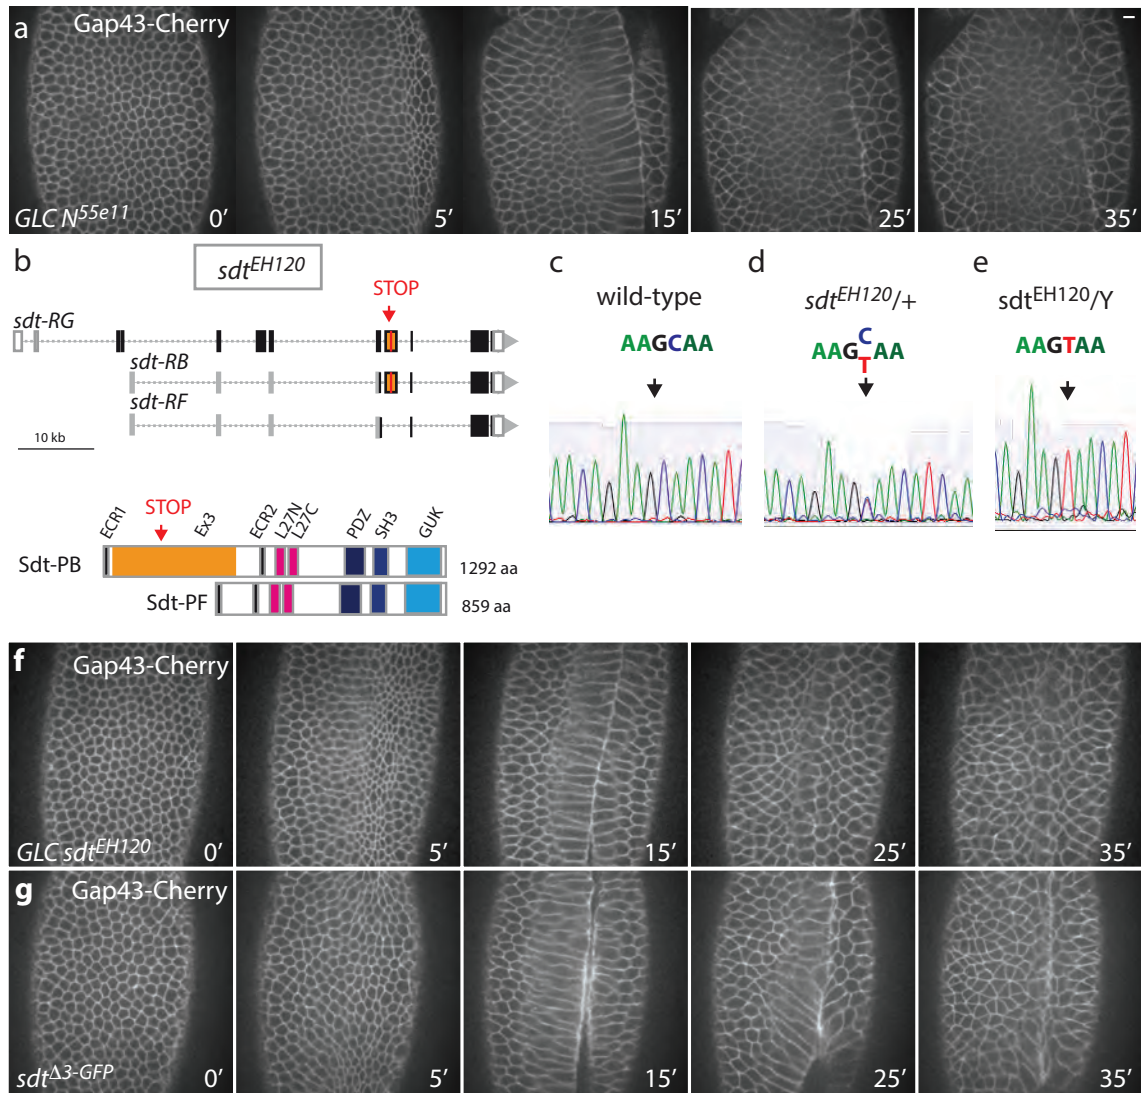 a
Gap43-Cherry
GLC N55e11
0′
5′
15′
25′
35′
b
sdtEH120
STOP
sdt-RG
sdt-RB
sdt-RF
10 kb
STOP
ECR1
Ex3
ECR2
L27N
L27C
PDZ
SH3
GUK
Sdt-PB
1292 aa
Sdt-PF
859 aa
c
wild-type
AAGCAA
d
sdtEH120/+
C
AAG AA
T
e
sdtEH120/Y
AAGTAA
f
Gap43-Cherry
GLC sdtEH120
0′
5′
15′
25′
35′
g
Gap43-Cherry
sdtΔ3-GFP
0′
5′
15′
25′
35′